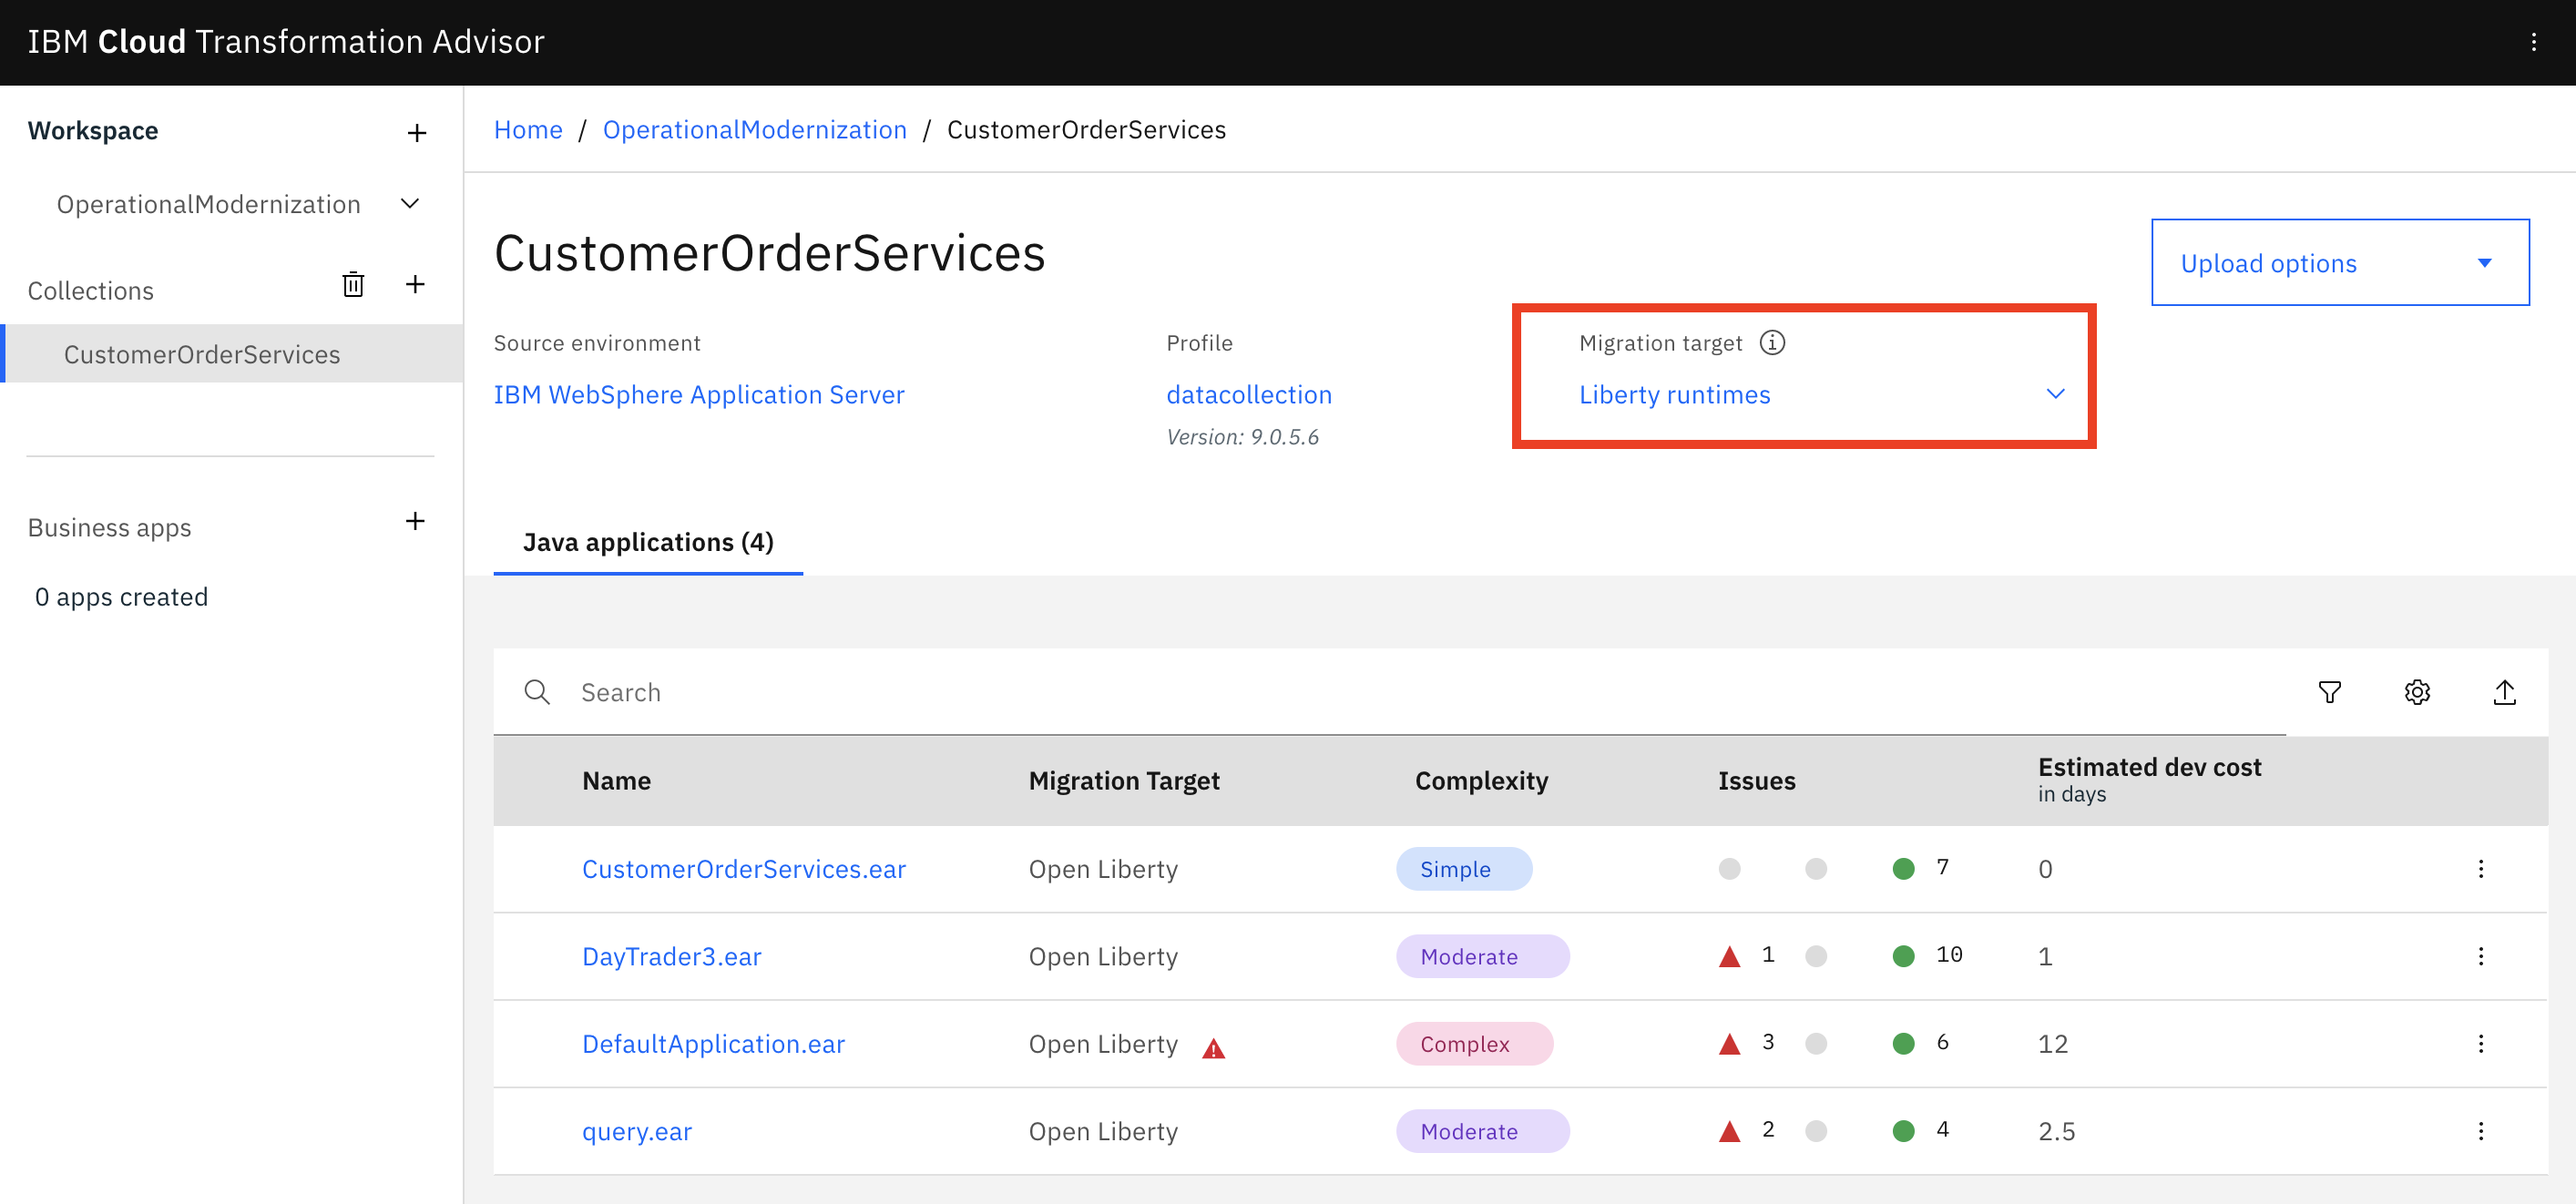 IBM Cloud Transformation Advisor
Workspace
OperationalModernization
Collections
CustomerOrderServices
Business apps
0 apps created
Home / OperationalModernization / CustomerOrderServices
CustomerOrderServices
Upload options
Source environment
IBM WebSphere Application Server
Profile
datacollection
Version: 9.0.5.6
Migration target
Liberty runtimes
Java applications (4)
Search
Name Migration Target Complexity Issues Estimated dev cost
in days
CustomerOrderServices.ear Open Liberty Simple 7 0
DayTrader3.ear Open Liberty Moderate 1 10 1
DefaultApplication.ear Open Liberty Complex 3 6 12
query.ear Open Liberty Moderate 2 4 2.5